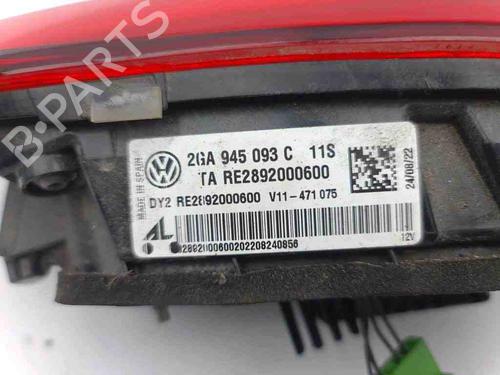 MADE IN SPAIN
2GA 945 093 C 11S
TA RE2892000600
DY2 RE2892000600 V11-471 075
AL
2892000600202208240856
24/08/22
12V
B-PARTS